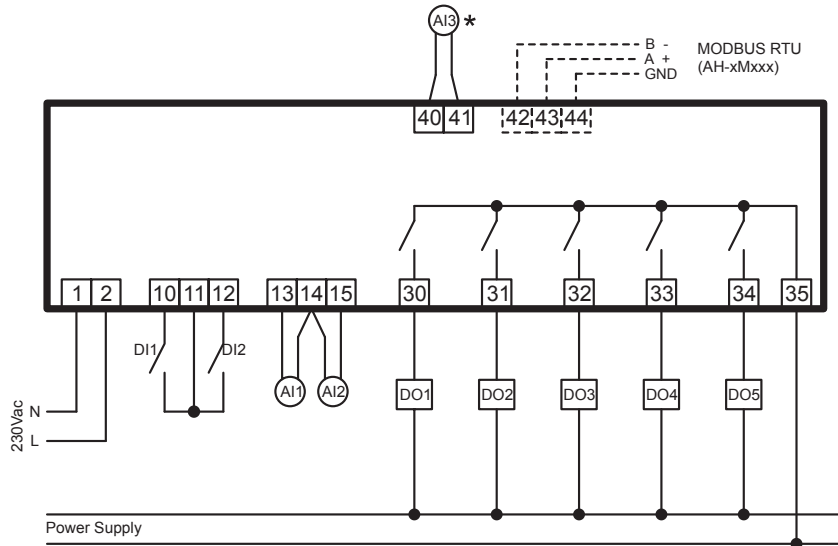 AI3 *
B -
A +
GND
MODBUS RTU
(AH-xMxxx)
40 41 42 43 44
1 2 10 11 12 13 14 15 30 31 32 33 34 35
DI1 DI2
AI1 AI2
DO1 DO2 DO3 DO4 DO5
230Vac
N
L
Power Supply